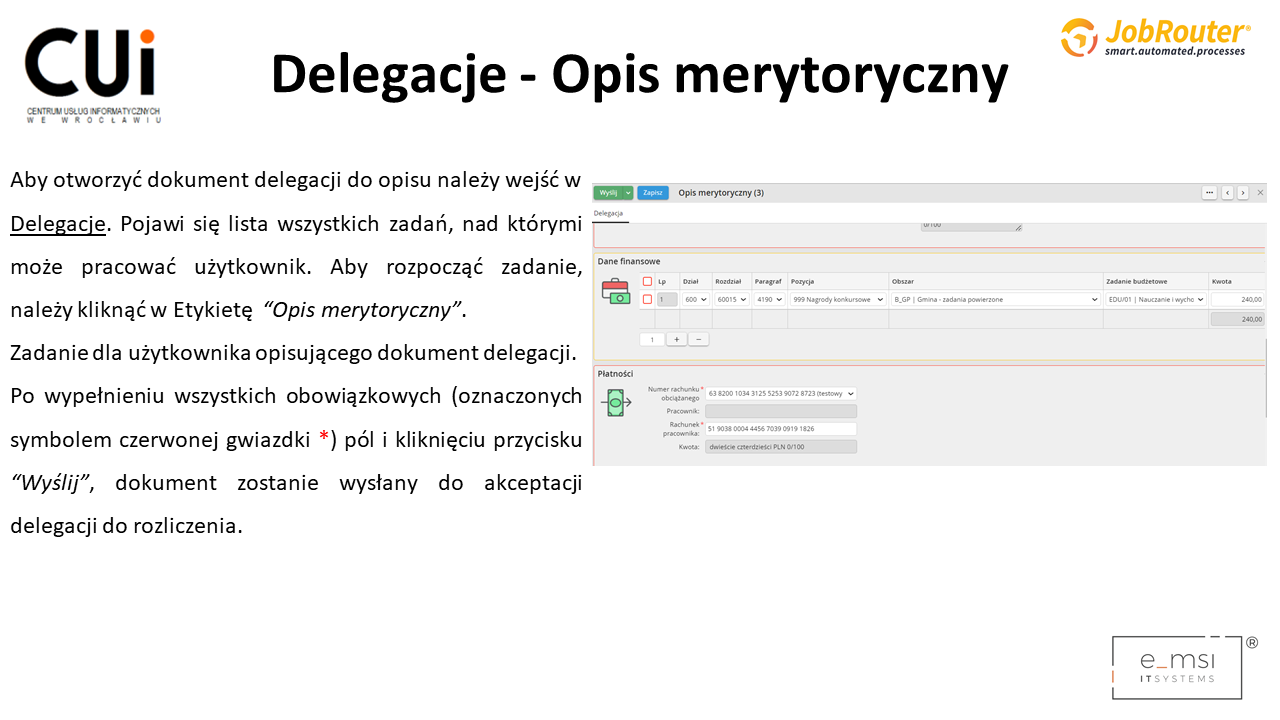 CUi
CENTRUM USŁUG INFORMATYCZNYCH
WE WROCŁAWIU
JobRouter®
smart.automated.processes
Delegacje - Opis merytoryczny
Aby otworzyć dokument delegacji do opisu należy wejść w
Delegacje. Pojawi się lista wszystkich zadań, nad którymi
może pracować użytkownik. Aby rozpocząć zadanie,
należy kliknąć w Etykietę “Opis merytoryczny”.
Zadanie dla użytkownika opisującego dokument delegacji.
Po wypełnieniu wszystkich obowiązkowych (oznaczonych
symbolem czerwonej gwiazdki *) pól i kliknięciu przycisku
“Wyślij”, dokument zostanie wysłany do akceptacji
delegacji do rozliczenia.
Wyślij Zapisz Opis merytoryczny (3)
Delegacja
0/100
Dane finansowe
Lp Dział Rozdział Paragraf Pozycja Obszar Zadanie budżetowe Kwota
1 600 60015 4190 999 Nagrody konkursowe B_GP | Gmina - zadania powierzone EDU/01 | Nauczanie i wycho 240,00
240,00
1 + −
Płatności
Numer rachunku * obciążanego 63 8200 1034 3125 5253 9072 8723 (testowy
Pracownik:
Rachunek * pracownika: 51 9038 0004 4456 7039 0919 1826
Kwota: dwieście czterdzieści PLN 0/100
e_msi ®
ITSYSTEMS